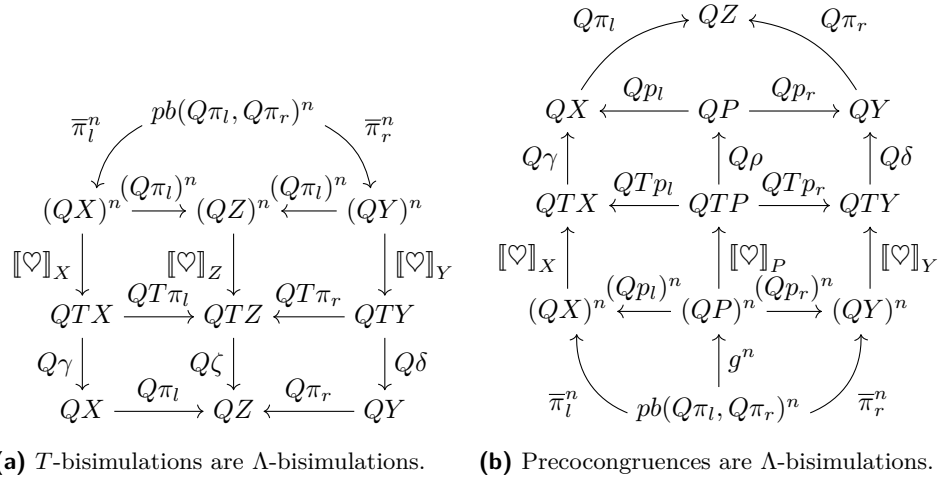 Qπ_l QZ Qπ_r
Qp_l Qp_r
QX QP QY
Qγ Qρ Qδ
QTp_l QTp_r
QTX QTP QTY
⟦♡⟧_X ⟦♡⟧_P ⟦♡⟧_Y
(Qp_l)^n (Qp_r)^n
(QX)^n (QP)^n (QY)^n
g^n
π̅_l^n π̅_r^n
pb(Qπ_l, Qπ_r)^n
pb(Qπ_l, Qπ_r)^n
π̅_l^n π̅_r^n
(Qπ_l)^n (Qπ_l)^n
(QX)^n (QZ)^n (QY)^n
⟦♡⟧_X ⟦♡⟧_Z ⟦♡⟧_Y
QTπ_l QTπ_r
QTX QTZ QTY
Qγ Qζ Qδ
Qπ_l Qπ_r
QX QZ QY
(a) T-bisimulations are Λ-bisimulations.
(b) Precocongruences are Λ-bisimulations.